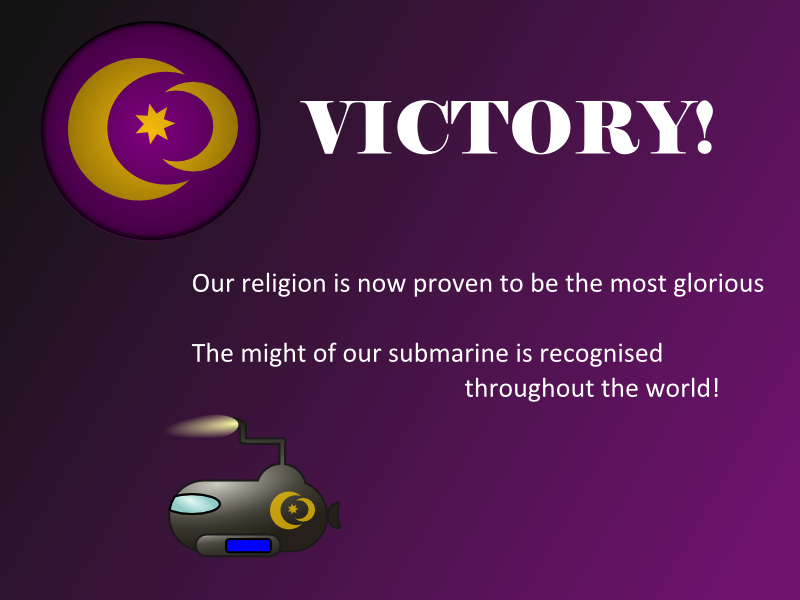 VICTORY!
Our religion is now proven to be the most glorious
The might of our submarine is recognised
throughout the world!